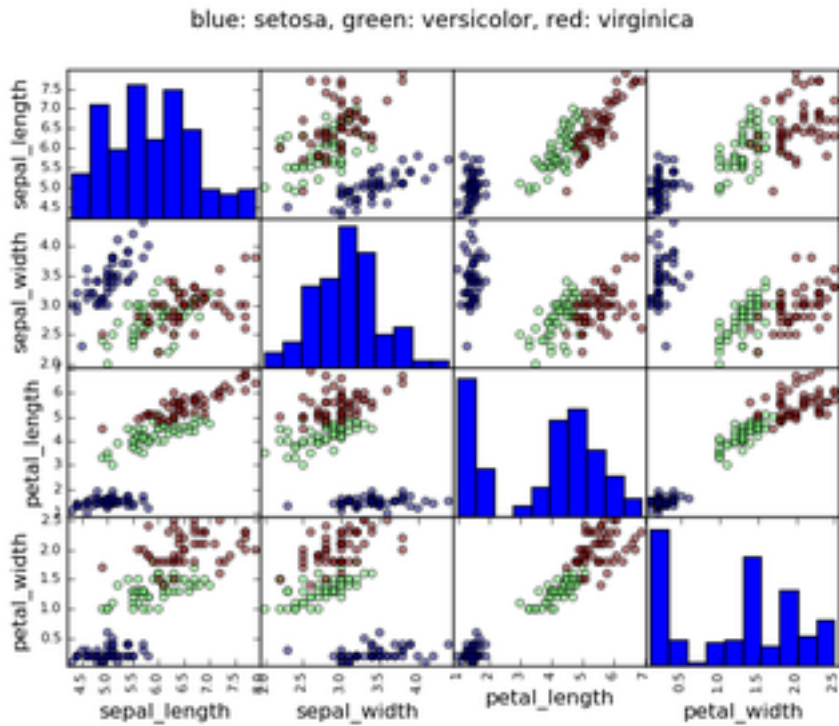 blue: setosa, green: versicolor, red: virginica
sepal_length
7.5
7.0
6.5
6.0
5.5
5.0
4.5
sepal_width
4.0
3.5
3.0
2.5
2.0
petal_length
6
5
4
3
2
petal_width
2.5
2.0
1.5
1.0
0.5
4.5 5.0 5.5 6.0 6.5 7.0 7.5
2.5 3.0 3.5 4.0
1 2 3 4 5 6 7
0.5 1.0 1.5 2.0 2.5
sepal_length sepal_width petal_length petal_width